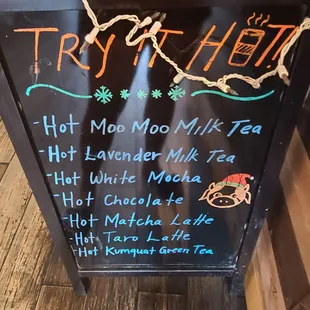 TRY IT HOT!
-Hot Moo Moo Milk Tea
-Hot Lavender Milk Tea
-Hot White Mocha
-Hot Chocolate
-Hot Matcha Latte
-Hot Taro Latte
-Hot Kumquat Green Tea